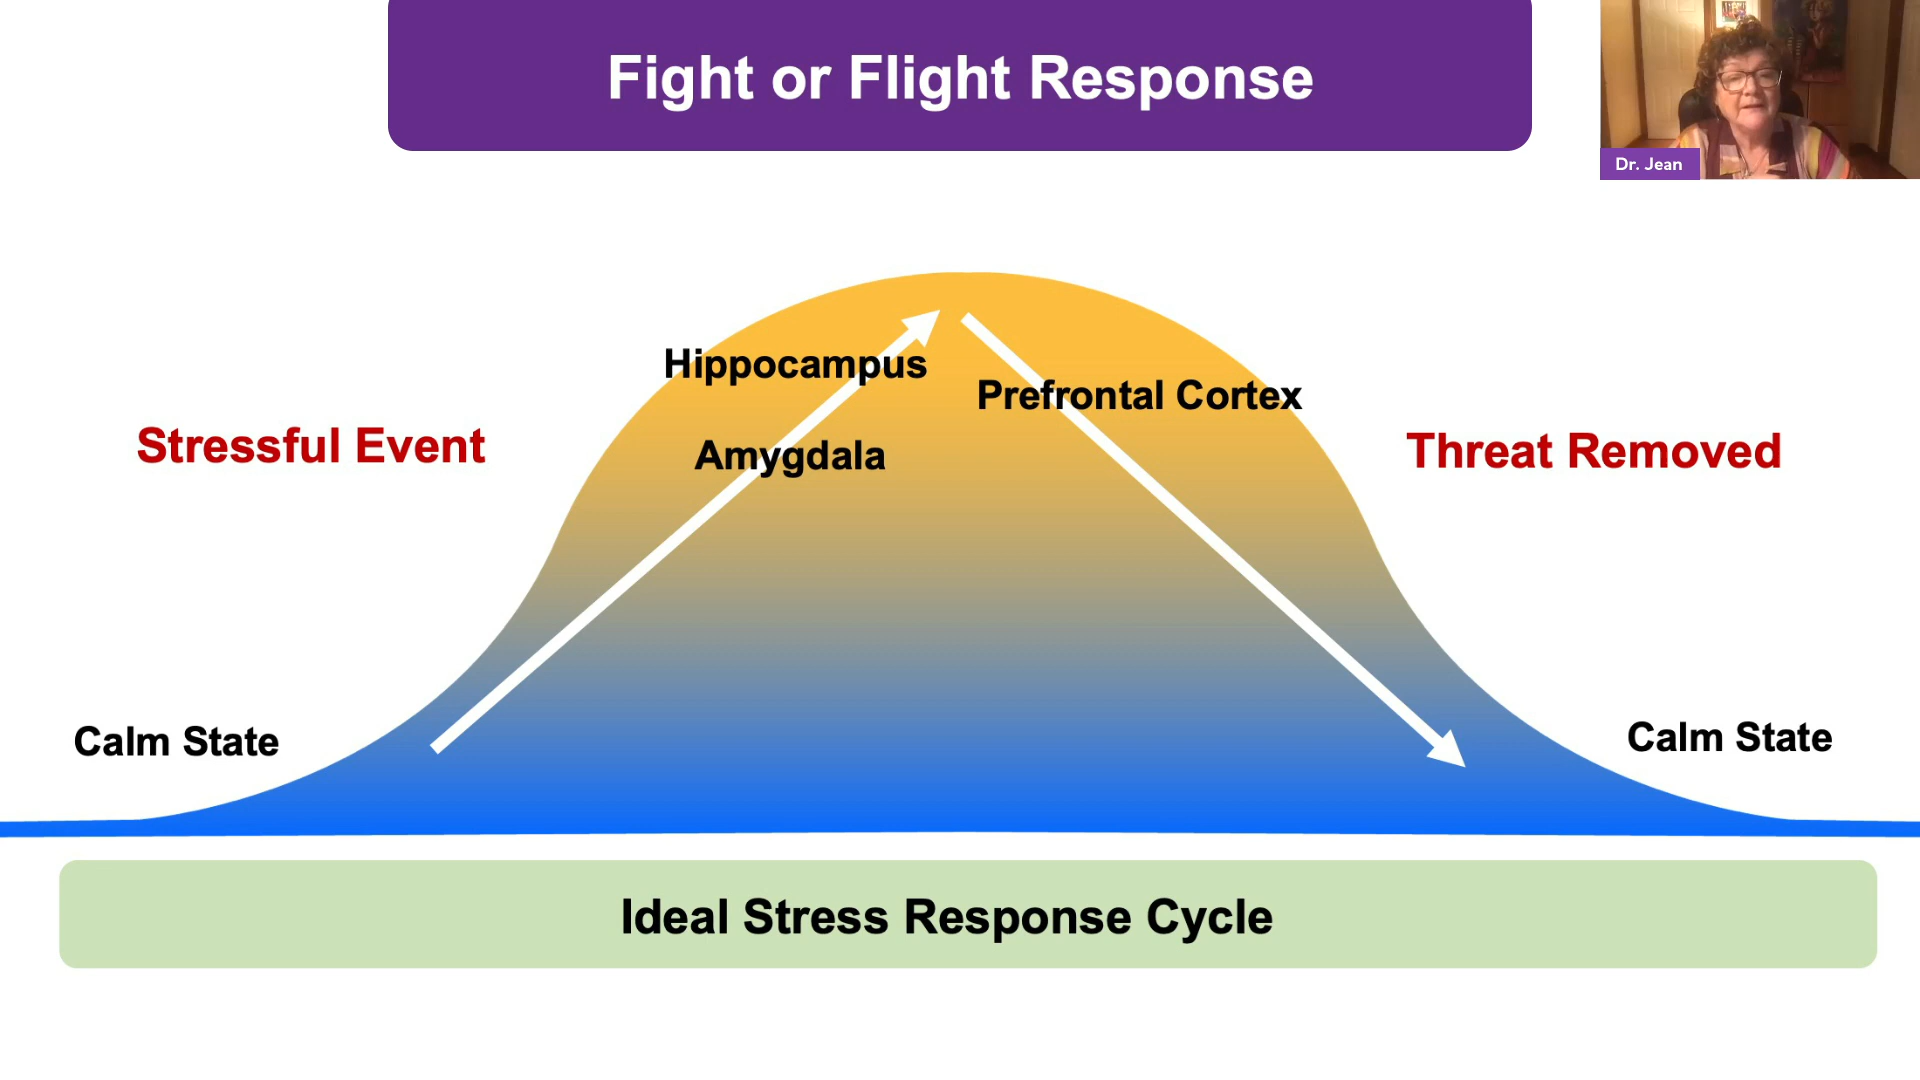 Fight or Flight Response
Dr. Jean
Hippocampus
Prefrontal Cortex
Stressful Event
Amygdala
Threat Removed
Calm State
Calm State
Ideal Stress Response Cycle